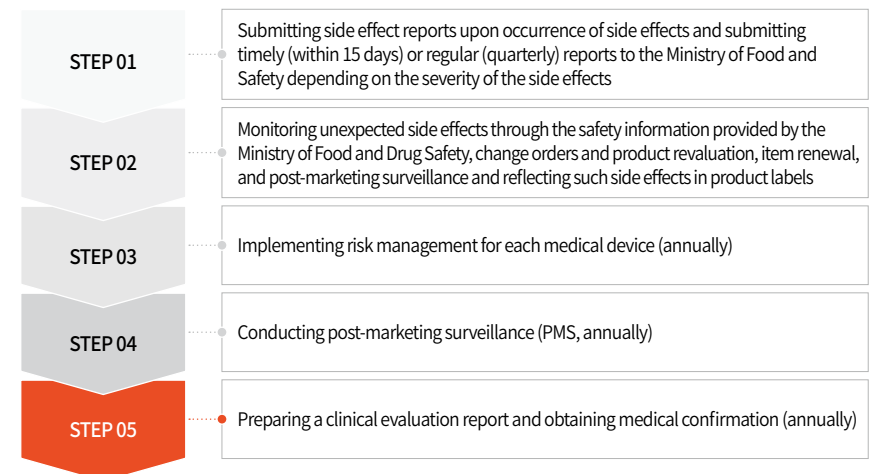 STEP 01
Submitting side effect reports upon occurrence of side effects and submitting
timely (within 15 days) or regular (quarterly) reports to the Ministry of Food and
Safety depending on the severity of the side effects
STEP 02
Monitoring unexpected side effects through the safety information provided by the
Ministry of Food and Drug Safety, change orders and product revaluation, item renewal,
and post-marketing surveillance and reflecting such side effects in product labels
STEP 03
Implementing risk management for each medical device (annually)
STEP 04
Conducting post-marketing surveillance (PMS, annually)
STEP 05
Preparing a clinical evaluation report and obtaining medical confirmation (annually)